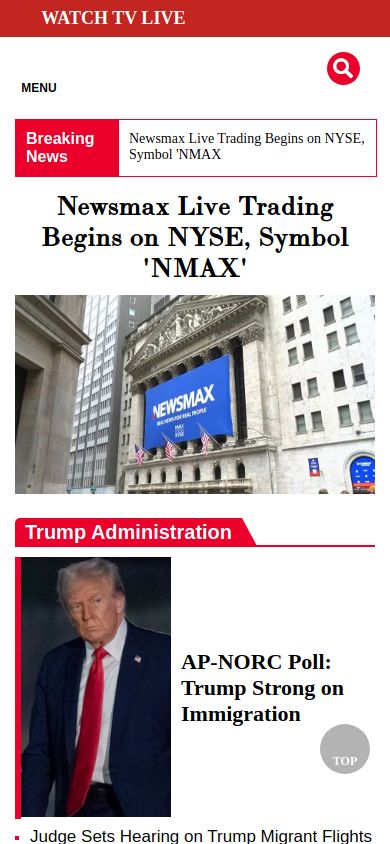 WATCH TV LIVE
MENU
Breaking
News
Newsmax Live Trading Begins on NYSE,
Symbol 'NMAX
Newsmax Live Trading
Begins on NYSE, Symbol
'NMAX'
NEWSMAX
REAL NEWS FOR REAL PEOPLE
Trump Administration
AP-NORC Poll:
Trump Strong on
Immigration
TOP
Judge Sets Hearing on Trump Migrant Flights